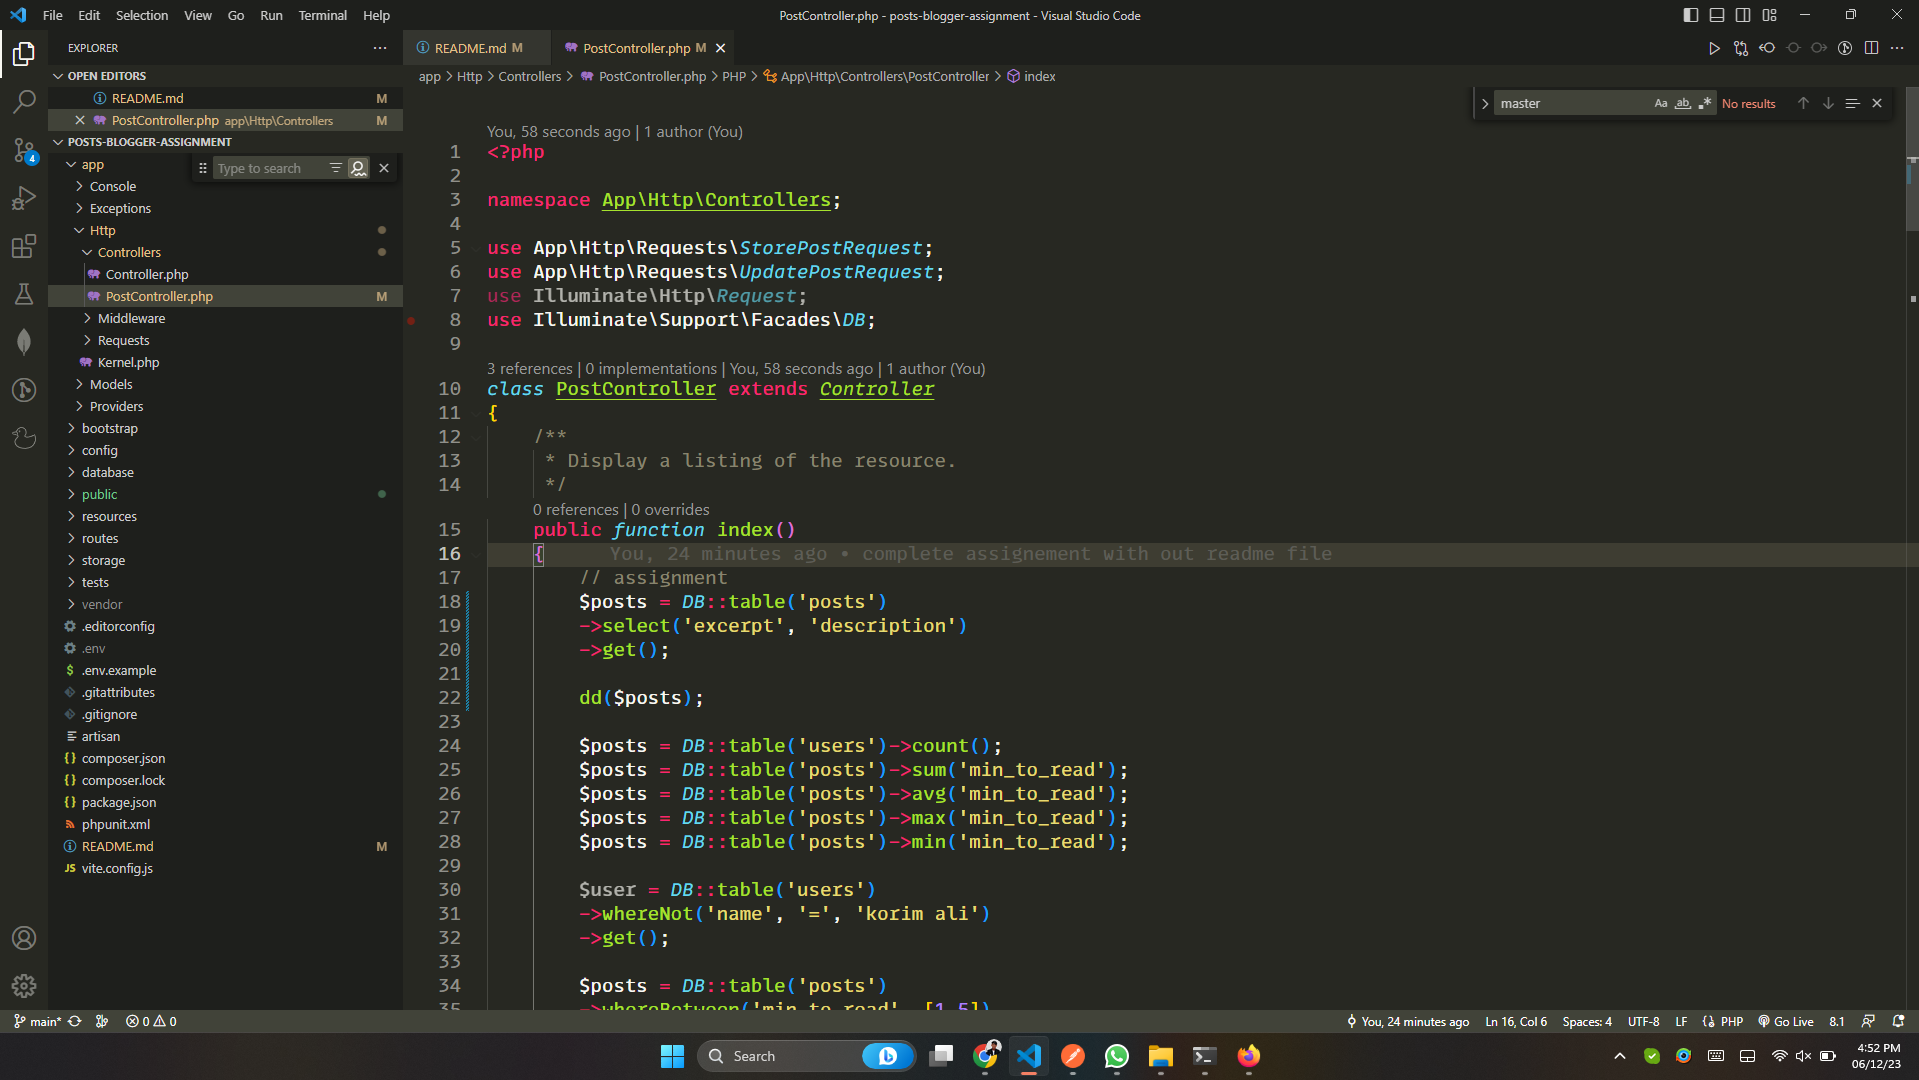 File Edit Selection View Go Run Terminal Help
PostController.php - posts-blogger-assignment - Visual Studio Code
EXPLORER
OPEN EDITORS
README.md M
PostController.php app\Http\Controllers M
POSTS-BLOGGER-ASSIGNMENT
Type to search
app
Console
Exceptions
Http
Controllers
Controller.php
PostController.php M
Middleware
Requests
Kernel.php
Models
Providers
bootstrap
config
database
public
resources
routes
storage
tests
vendor
.editorconfig
.env
$ .env.example
.gitattributes
.gitignore
artisan
{} composer.json
{} composer.lock
{} package.json
phpunit.xml
README.md M
JS vite.config.js
4
README.md M
PostController.php M
app > Http > Controllers > PostController.php > PHP > App\Http\Controllers\PostController > index
master Aa ab .* No results
You, 58 seconds ago | 1 author (You)
1 <?php
2
3 namespace App\Http\Controllers;
4
5 use App\Http\Requests\StorePostRequest;
6 use App\Http\Requests\UpdatePostRequest;
7 use Illuminate\Http\Request;
8 use Illuminate\Support\Facades\DB;
9
3 references | 0 implementations | You, 58 seconds ago | 1 author (You)
10 class PostController extends Controller
11 {
12 /**
13 * Display a listing of the resource.
14 */
0 references | 0 overrides
15 public function index()
16 { You, 24 minutes ago • complete assignement with out readme file
17 // assignment
18 $posts = DB::table('posts')
19 ->select('excerpt', 'description')
20 ->get();
21
22 dd($posts);
23
24 $posts = DB::table('users')->count();
25 $posts = DB::table('posts')->sum('min_to_read');
26 $posts = DB::table('posts')->avg('min_to_read');
27 $posts = DB::table('posts')->max('min_to_read');
28 $posts = DB::table('posts')->min('min_to_read');
29
30 $user = DB::table('users')
31 ->whereNot('name', '=', 'korim ali')
32 ->get();
33
34 $posts = DB::table('posts')
35 ->whereBetween('min_to_read', [1,5])
main* 0 0
You, 24 minutes ago Ln 16, Col 6 Spaces: 4 UTF-8 LF {} PHP Go Live 8.1
Search
4:52 PM
06/12/23